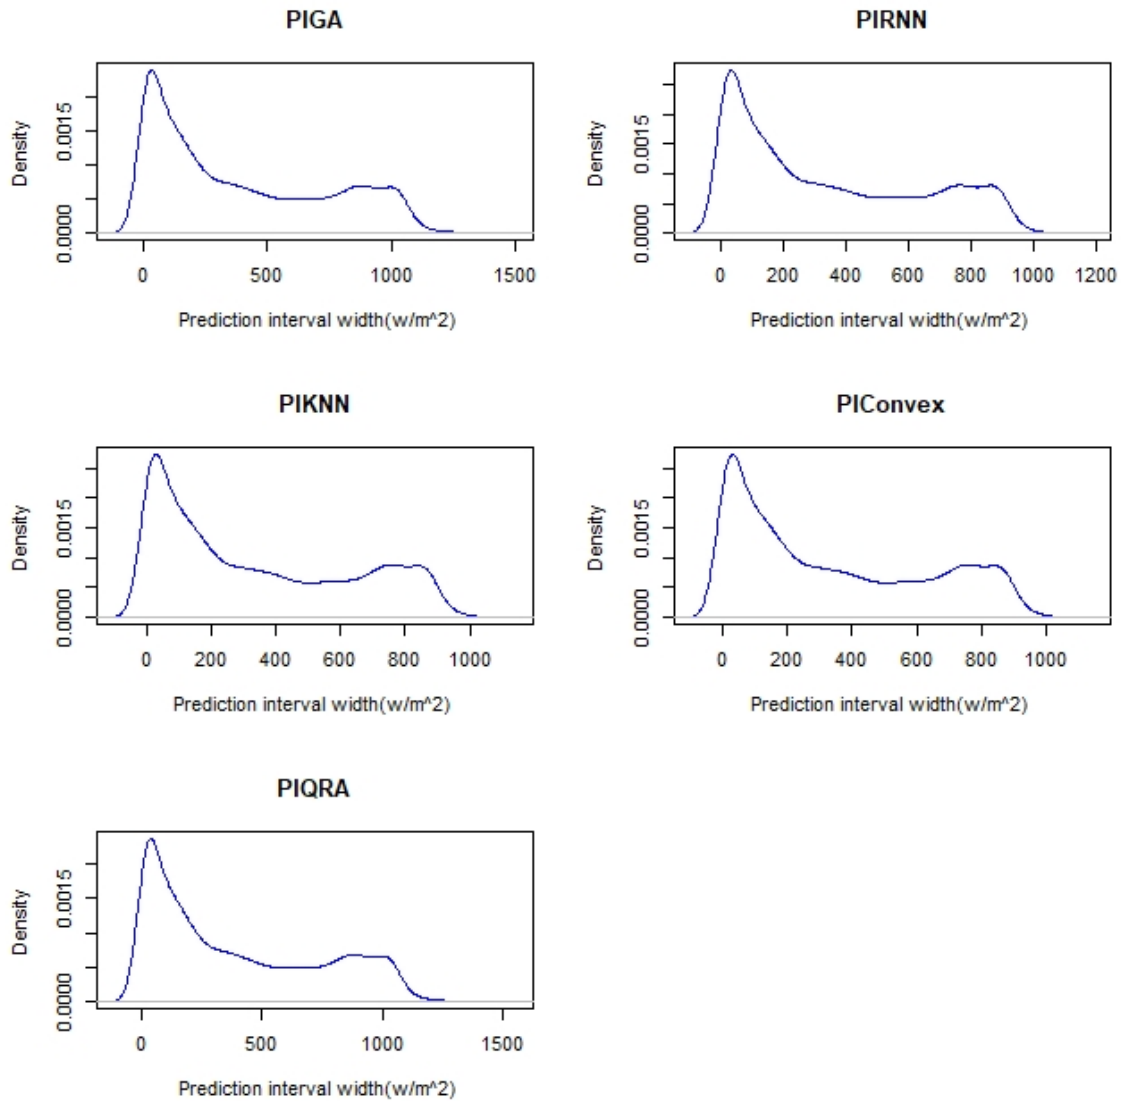 PIGA
Density
0.0000 0.0015
0 500 1000 1500
Prediction interval width(w/m^2)
PIRNN
Density
0.0000 0.0015
0 200 400 600 800 1000 1200
Prediction interval width(w/m^2)
PIKNN
Density
0.0000 0.0015
0 200 400 600 800 1000
Prediction interval width(w/m^2)
PIConvex
Density
0.0000 0.0015
0 200 400 600 800 1000
Prediction interval width(w/m^2)
PIQRA
Density
0.0000 0.0015
0 500 1000 1500
Prediction interval width(w/m^2)